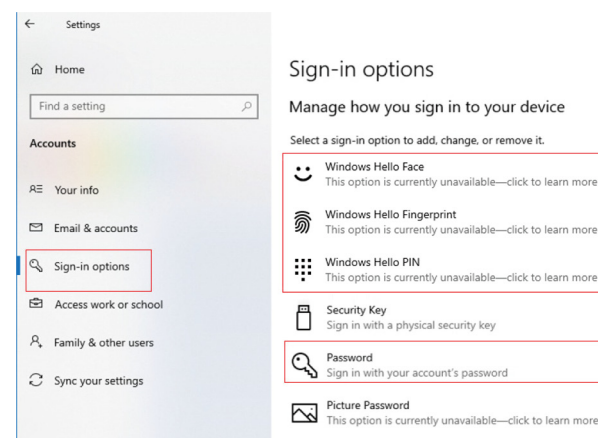 Settings
Home
Find a setting
Accounts
Your info
Email & accounts
Sign-in options
Access work or school
Family & other users
Sync your settings
Sign-in options
Manage how you sign in to your device
Select a sign-in option to add, change, or remove it.
Windows Hello Face
This option is currently unavailable—click to learn more
Windows Hello Fingerprint
This option is currently unavailable—click to learn more
Windows Hello PIN
This option is currently unavailable—click to learn more
Security Key
Sign in with a physical security key
Password
Sign in with your account's password
Picture Password
This option is currently unavailable—click to learn more